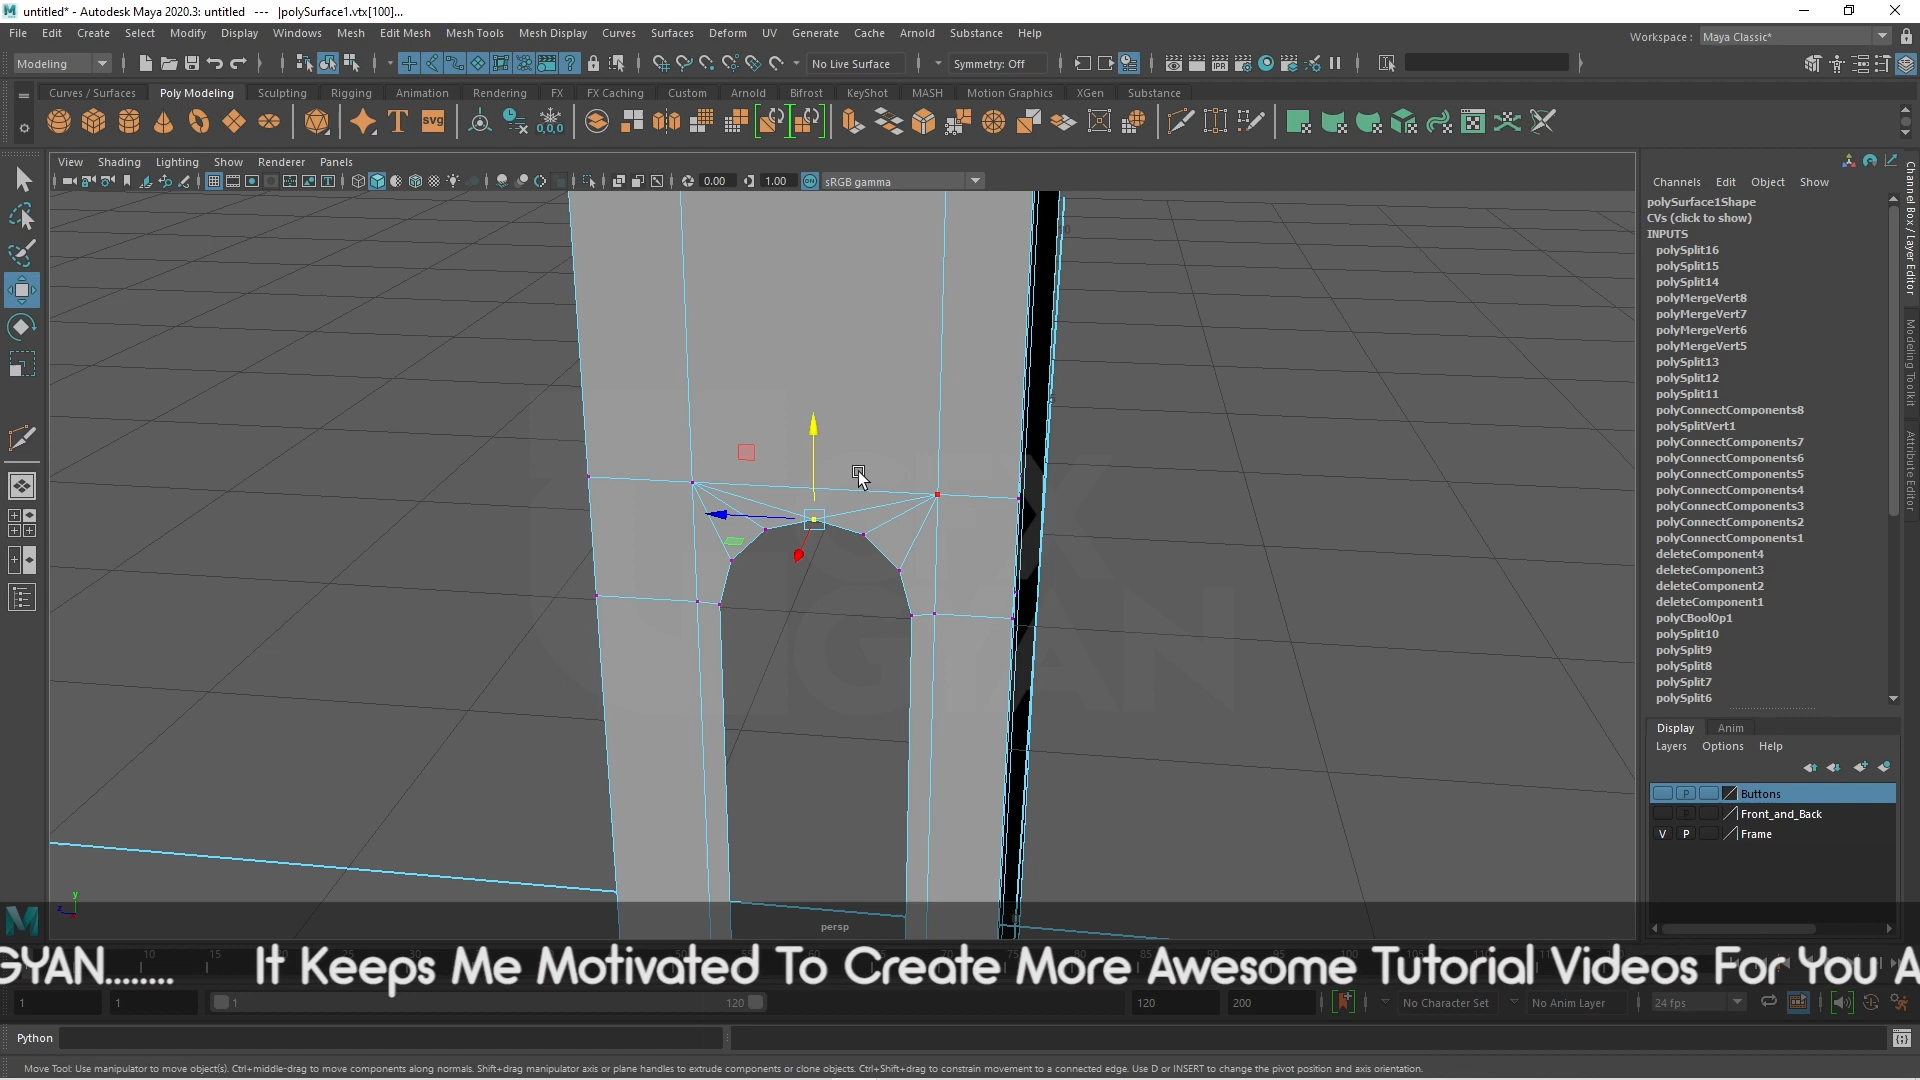 untitled* - Autodesk Maya 2020.3: untitled   ---   |polySurface1.vtx[100]...
File Edit Create Select Modify Display Windows Mesh Edit Mesh Mesh Tools Mesh Display Curves Surfaces Deform UV Generate Cache Arnold Substance Help
Workspace : Maya Classic*
Modeling
No Live Surface
Symmetry: Off
Curves / Surfaces Poly Modeling Sculpting Rigging Animation Rendering FX FX Caching Custom Arnold Bifrost KeyShot MASH Motion Graphics XGen Substance
View Shading Lighting Show Renderer Panels
0.00
1.00
sRGB gamma
Channels Edit Object Show
polySurface1Shape
CVs (click to show)
INPUTS
polySplit16
polySplit15
polySplit14
polyMergeVert8
polyMergeVert7
polyMergeVert6
polyMergeVert5
polySplit13
polySplit12
polySplit11
polyConnectComponents8
polySplitVert1
polyConnectComponents7
polyConnectComponents6
polyConnectComponents5
polyConnectComponents4
polyConnectComponents3
polyConnectComponents2
polyConnectComponents1
deleteComponent4
deleteComponent3
deleteComponent2
deleteComponent1
polyCBoolOp1
polySplit10
polySplit9
polySplit8
polySplit7
polySplit6
Channel Box / Layer Editor
Modeling Toolkit
Attribute Editor
Display Anim
Layers Options Help
P Buttons
P Front_and_Back
V P Frame
persp
GYAN........ It Keeps Me Motivated To Create More Awesome Tutorial Videos For You A
1
1
1
120
120
200
No Character Set
No Anim Layer
24 fps
Python
Move Tool: Use manipulator to move object(s). Ctrl+middle-drag to move components along normals. Shift+drag manipulator axis or plane handles to extrude components or clone objects. Ctrl+Shift+drag to constrain movement to a connected edge. Use D or INSERT to change the pivot position and axis orientation.